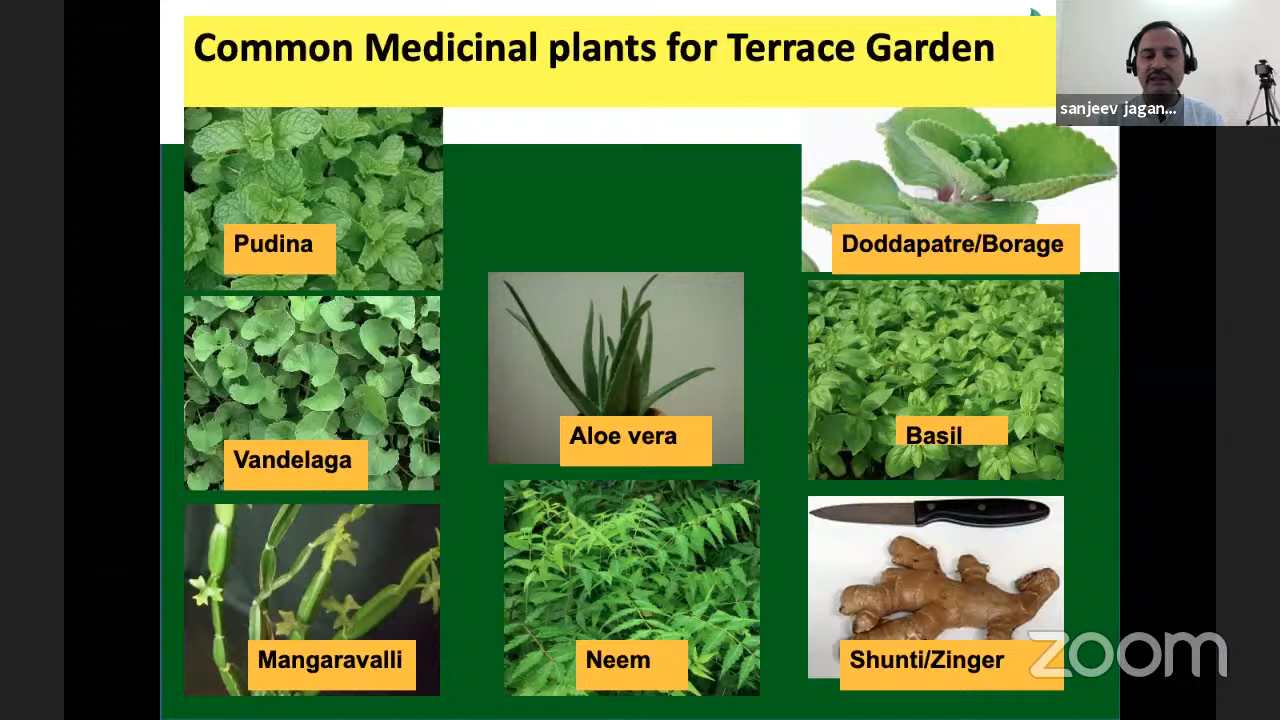 Common Medicinal plants for Terrace Garden
sanjeev jagan...
Pudina
Doddapatre/Borage
Vandelaga
Aloe vera
Basil
Mangaravalli
Neem
Shunti/Zinger
zoom